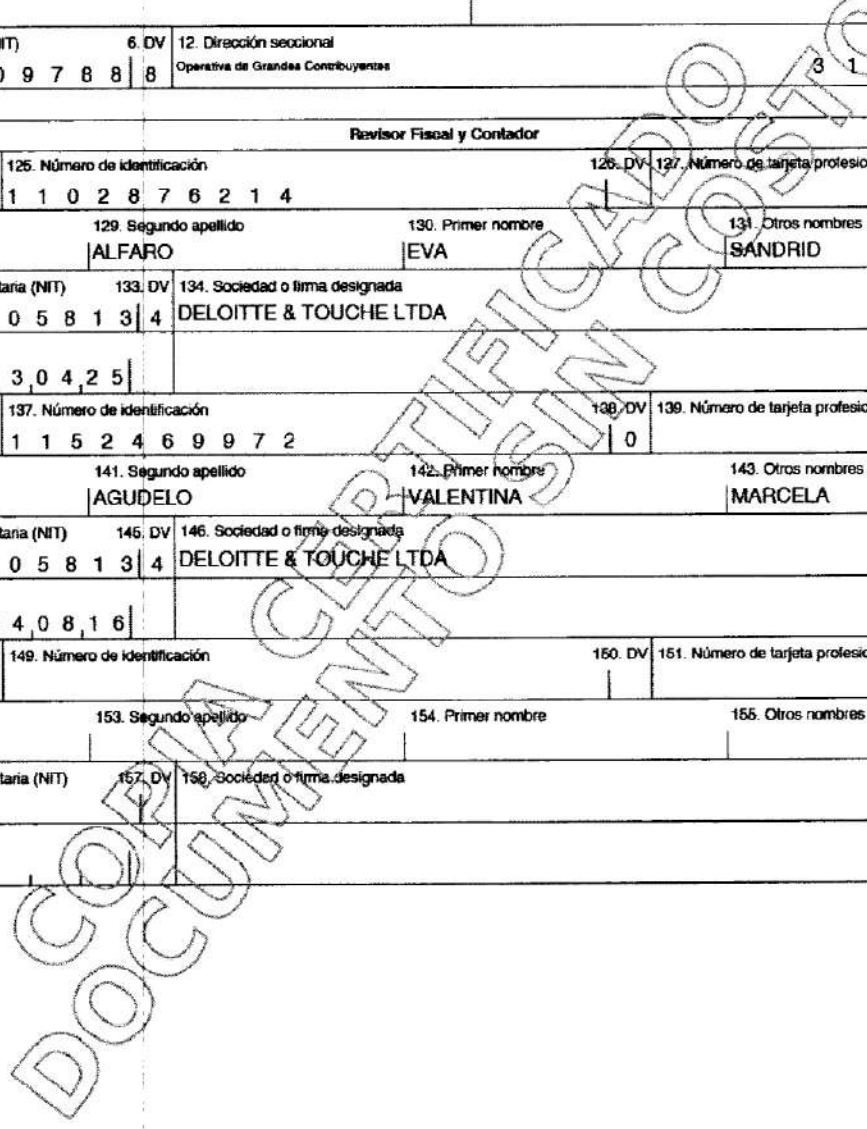 IT) 6. DV 12. Dirección seccional
9 7 8 8 8 Operativa de Grandes Contribuyentes 3 1
Revisor Fiscal y Contador
125. Número de identificación 126. DV 127. Número de tarjeta profesio
1 1 0 2 8 7 6 2 1 4
129. Segundo apellido 130. Primer nombre 131. Otros nombres
ALFARO EVA SANDRID
taria (NIT) 133. DV 134. Sociedad o firma designada
0 5 8 1 3 4 DELOITTE & TOUCHE LTDA
3 0 4 2 5
137. Número de identificación 138. DV 139. Número de tarjeta profesio
1 1 5 2 4 6 9 9 7 2 0
141. Segundo apellido 142. Primer nombre 143. Otros nombres
AGUDELO VALENTINA MARCELA
taria (NIT) 145. DV 146. Sociedad o firma designada
0 5 8 1 3 4 DELOITTE & TOUCHE LTDA
4 0 8 1 6
149. Número de identificación 150. DV 151. Número de tarjeta profesio
153. Segundo apellido 154. Primer nombre 155. Otros nombres
taria (NIT) 157. DV 158. Sociedad o firma designada
COPIA CERTIFICADO
DOCUMENTO SIN COSTO